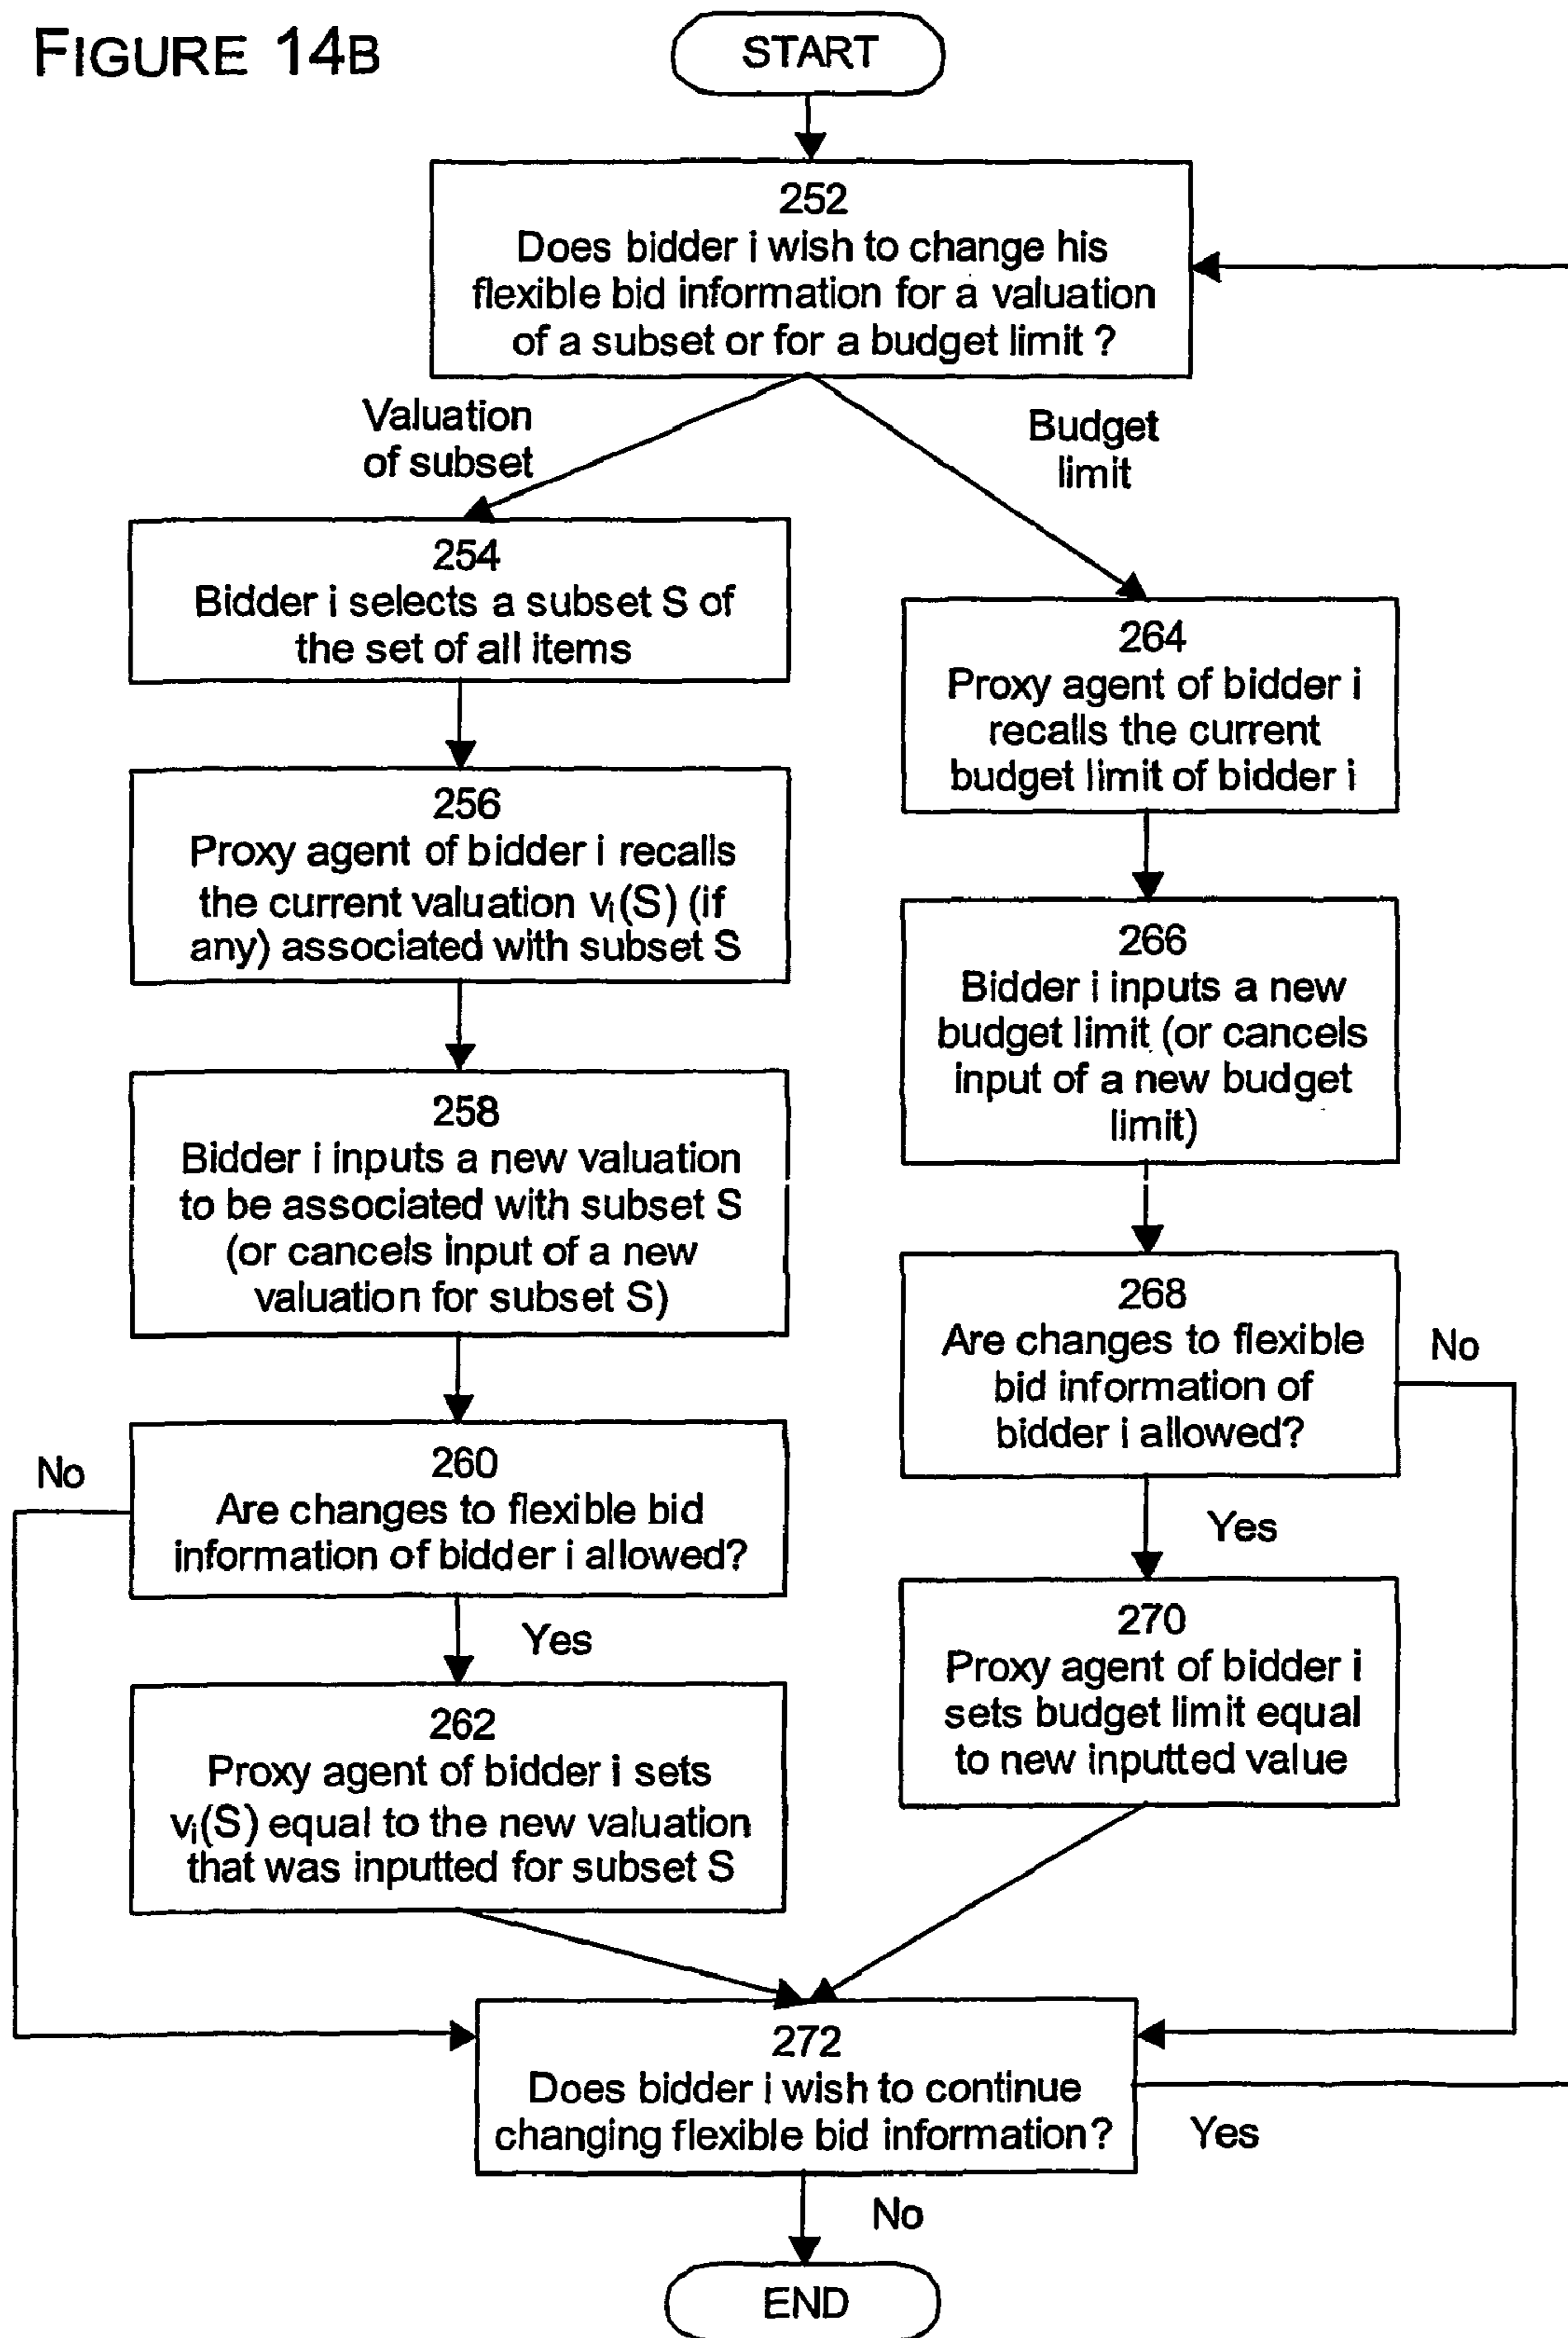 FIGURE 14B
START
252
Does bidder i wish to change his
flexible bid information for a valuation
of a subset or for a budget limit ?
Valuation
of subset
Budget
limit
254
Bidder i selects a subset S of
the set of all items
256
Proxy agent of bidder i recalls
the current valuation vᵢ(S) (if
any) associated with subset S
258
Bidder i inputs a new valuation
to be associated with subset S
(or cancels input of a new
valuation for subset S)
260
Are changes to flexible bid
information of bidder i allowed?
No
Yes
262
Proxy agent of bidder i sets
vᵢ(S) equal to the new valuation
that was inputted for subset S
264
Proxy agent of bidder i
recalls the current
budget limit of bidder i
266
Bidder i inputs a new
budget limit (or cancels
input of a new budget
limit)
268
Are changes to flexible
bid information of
bidder i allowed?
No
Yes
270
Proxy agent of bidder i
sets budget limit equal
to new inputted value
272
Does bidder i wish to continue
changing flexible bid information?
Yes
No
END